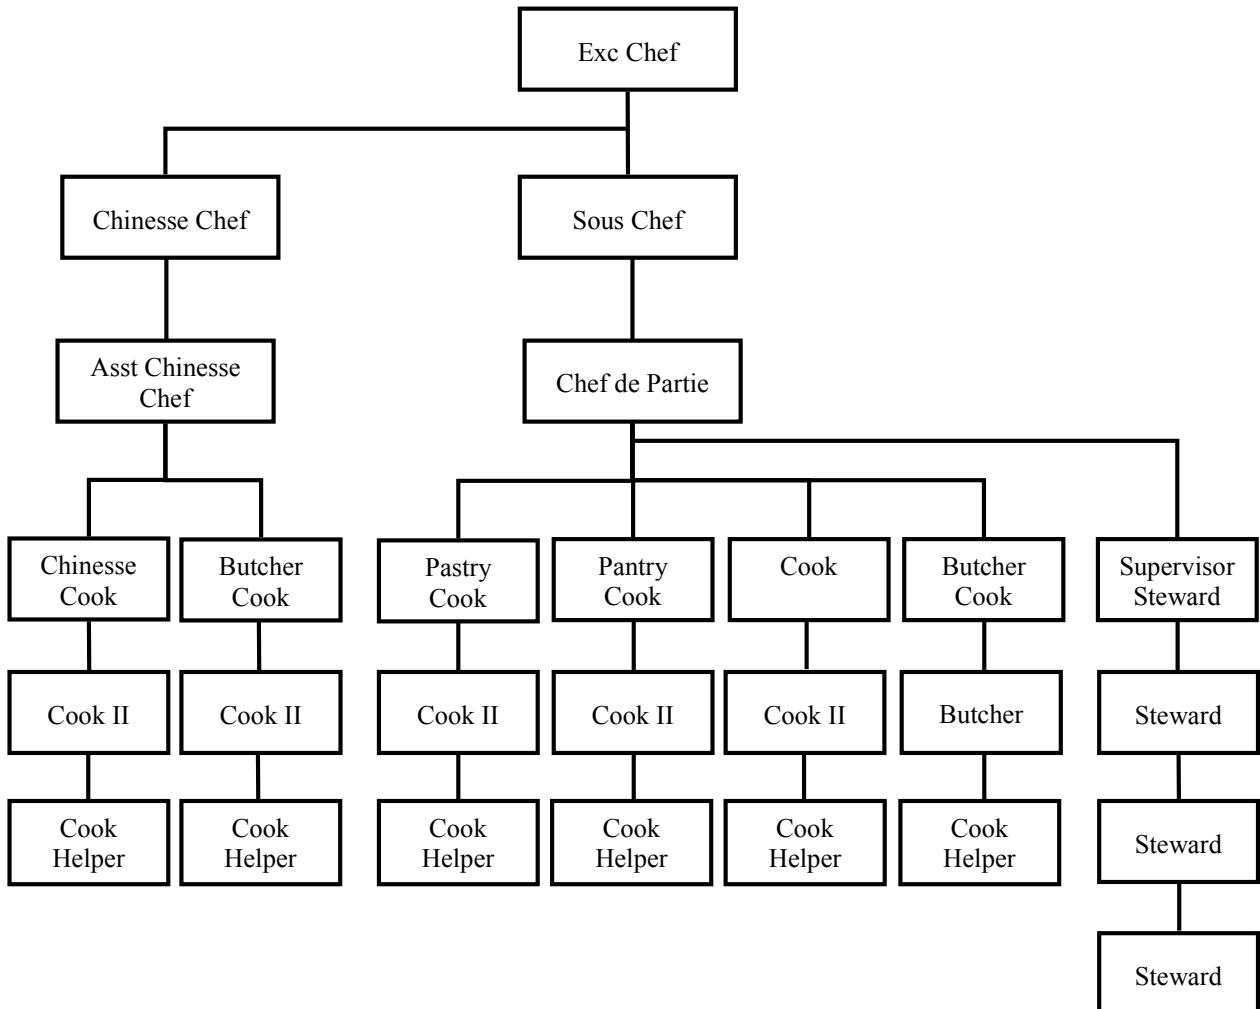 Exc Chef
Chinesse Chef
Sous Chef
Asst Chinesse
Chef
Chef de Partie
Chinesse
Cook
Butcher
Cook
Pastry
Cook
Pantry
Cook
Cook
Butcher
Cook
Supervisor
Steward
Cook II
Cook II
Cook II
Cook II
Cook II
Butcher
Steward
Cook
Helper
Cook
Helper
Cook
Helper
Cook
Helper
Cook
Helper
Cook
Helper
Steward
Steward